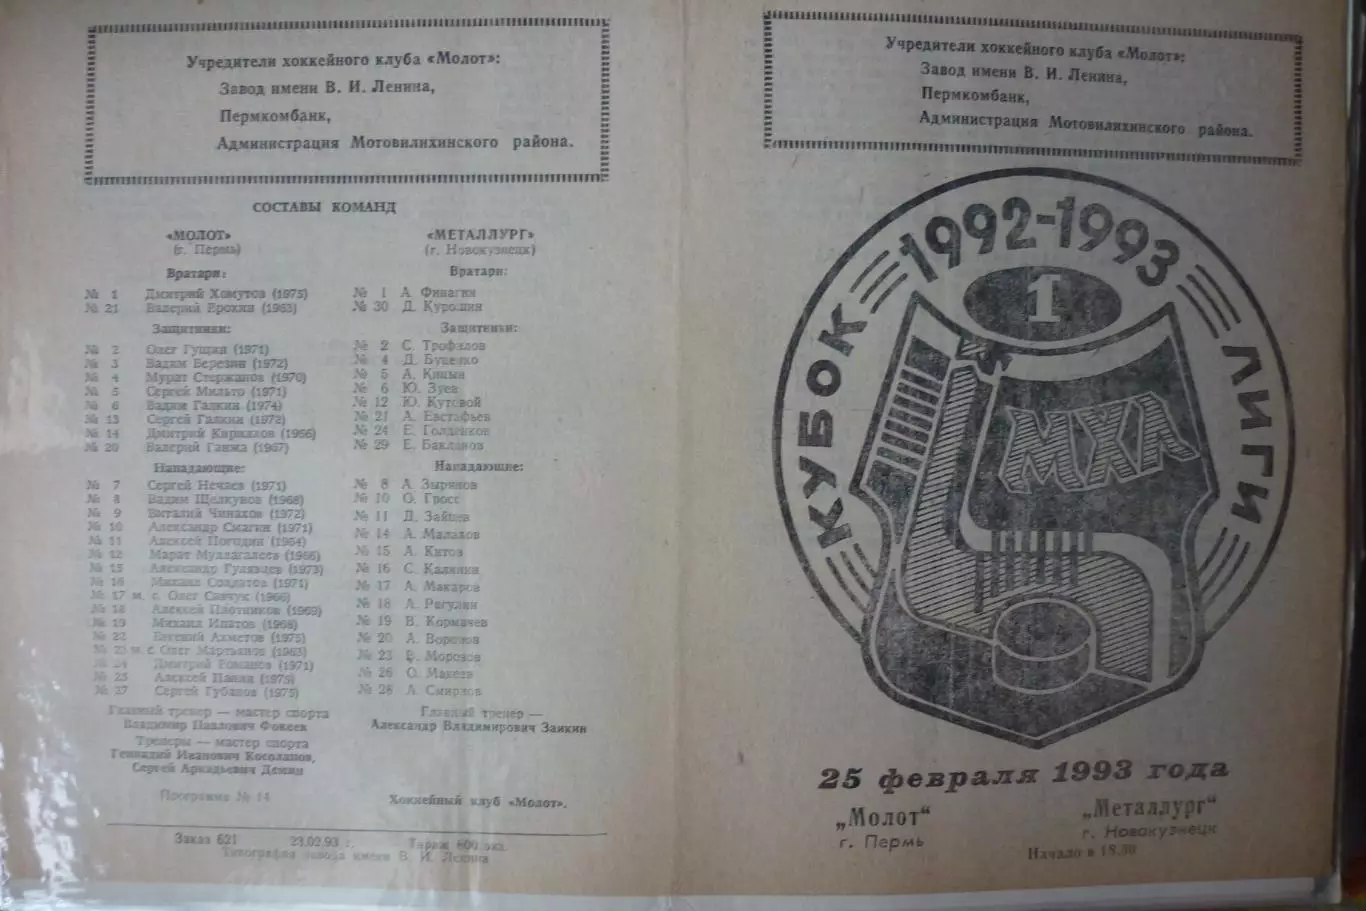 Учредители хоккейного клуба «Молот»:
Завод имени В. И. Ленина,
Пермкомбанк,
Администрация Мотовилихинского района.
СОСТАВЫ КОМАНД
«МОЛОТ»
(г. Пермь)
Вратари:
№ 1 Дмитрий Хомутов (1975)
№ 21 Валерий Ерохин (1963)
Защитники:
№ 2 Олег Гущин (1971)
№ 3 Вадим Березин (1972)
№ 4 Мурат Стержанов (1970)
№ 5 Сергей Мильто (1971)
№ 6 Вадим Галкин (1974)
№ 13 Сергей Галкин (1972)
№ 14 Дмитрий Кириллов (1966)
№ 20 Валерий Ганжа (1967)
Нападающие:
№ 7 Сергей Нечаев (1971)
№ 8 Вадим Щелкунов (1968)
№ 9 Виталий Чинахов (1972)
№ 10 Александр Смагин (1971)
№ 11 Алексей Погодин (1964)
№ 12 Марат Муллагалеев (1966)
№ 15 Александр Гулявцев (1973)
№ 16 Михаил Солдатов (1971)
№ 17 м. с. Олег Савчук (1966)
№ 18 Алексей Плотников (1969)
№ 19 Михаил Ипатов (1968)
№ 22 Евгений Ахметов (1975)
№ 23 м. с Олег Мартьянов (1963)
№ 24 Дмитрий Романов (1971)
№ 25 Алексей Панин (1975)
№ 27 Сергей Губанов (1975)
Главный тренер — мастер спорта
Владимир Павлович Фокеев
Тренеры — мастер спорта
Геннадий Иванович Косолапов,
Сергей Аркадьевич Демин
Программа № 14
«МЕТАЛЛУРГ»
(г. Новокузнецк)
Вратари:
№ 1 А. Финагин
№ 30 Д. Курошин
Защитники:
№ 2 С. Трофилов
№ 4 Д.
№ 5 А. Кицын
№ 6 Ю. Зуев
№ 12 Ю. Кутовой
№ 21 А. Евстафьев
№ 24 Е. Голденков
№ 29 Е. Бакланов
Нападающие:
№ 8 А. Зырянов
№ 10 О. Гросс
№ 11 Д. Зайцев
№ 14 А. Малахов
№ 15 А. Китов
№ 16 С. Калинин
№ 17 А. Макаров
№ 18 А. Рагулин
№ 19 В. Кормачев
№ 20 А. Воронов
№ 23 В. Морозов
№ 26 О. Макеев
№ 28 А. Смирнов
Главный тренер —
Александр Владимирович Заикин
Хоккейный клуб «Молот».
Заказ 621 23.02.93 г. Тираж 600 экз.
Типография завода имени В. И. Ленина
Учредители хоккейного клуба «Молот»:
Завод имени В. И. Ленина,
Пермкомбанк,
Администрация Мотовилихинского района.
КУБОК 1992-1993 ЛИГИ
1
МХЛ
25 февраля 1993 года
„Молот“
г. Пермь
„Металлург“
г. Новокузнецк
Начало в 18.30